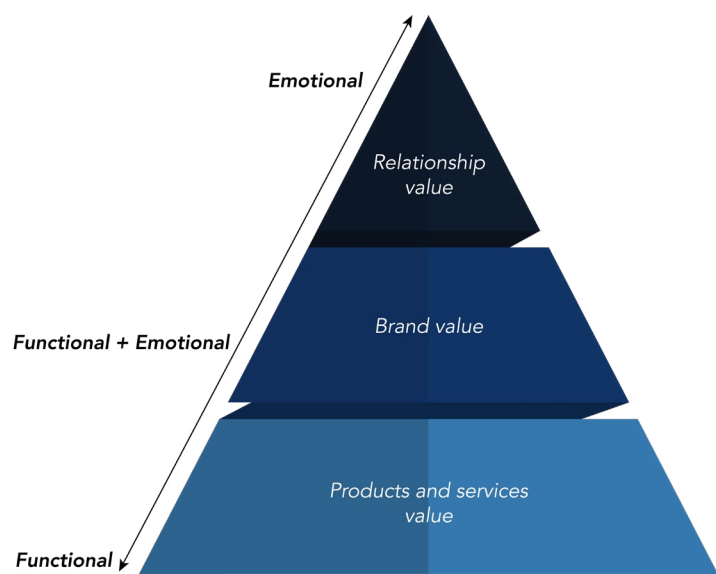 Emotional
Relationship
value
Brand value
Functional + Emotional
Products and services
value
Functional